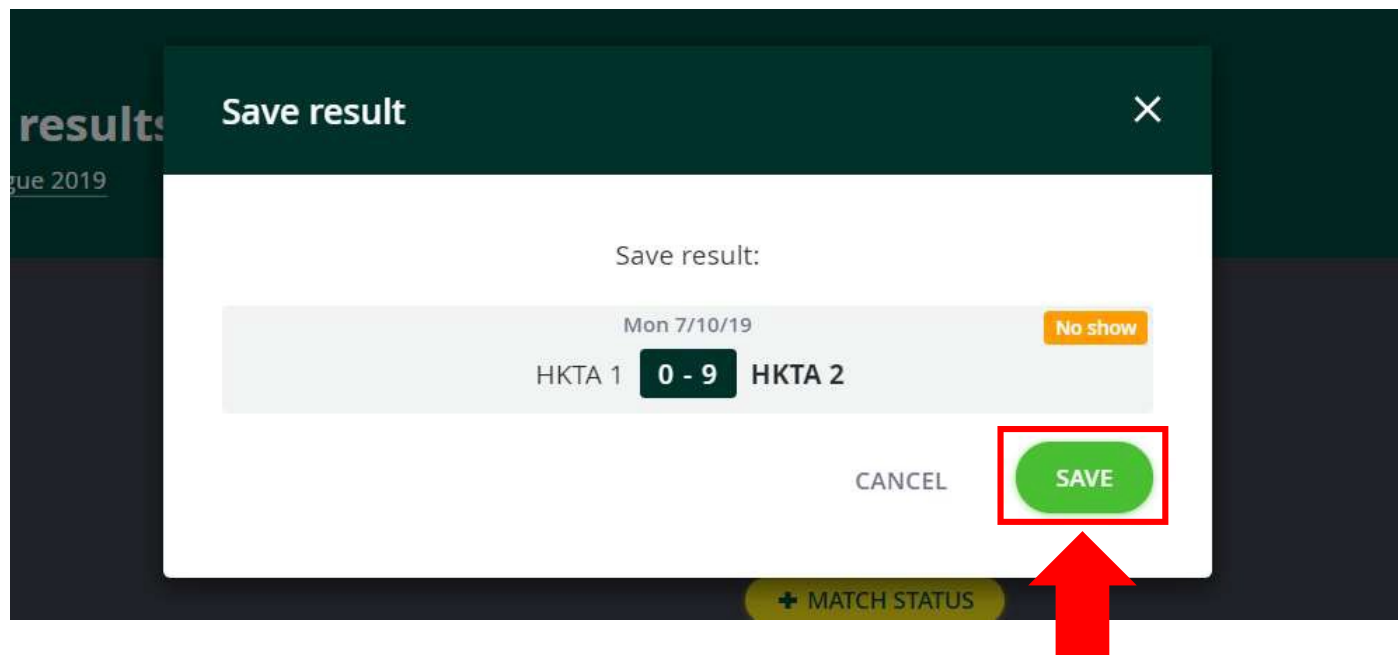 results
gue 2019
Save result
Save result:
Mon 7/10/19
No show
HKTA 1 0 - 9 HKTA 2
CANCEL
SAVE
MATCH STATUS